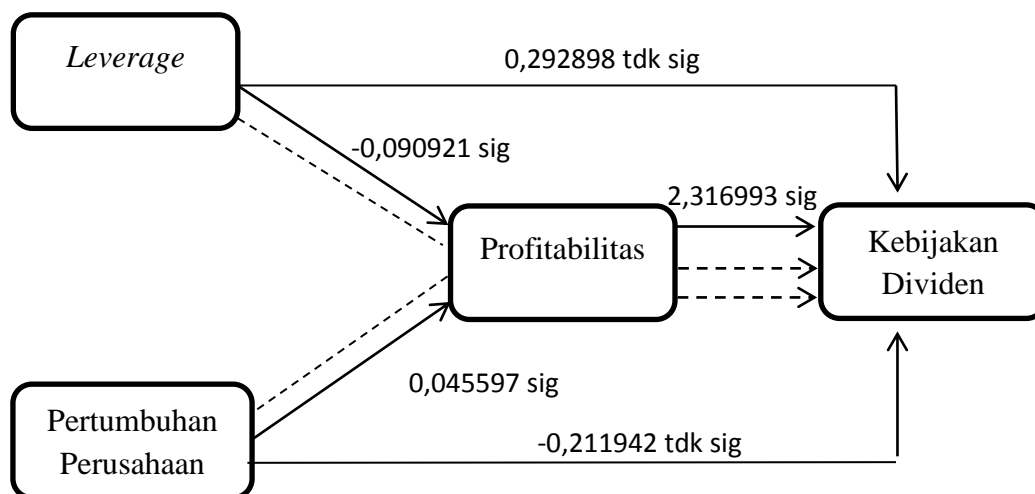 Leverage
0,292898 tdk sig
-0,090921 sig
2,316993 sig
Profitabilitas
Kebijakan
Dividen
0,045597 sig
Pertumbuhan
Perusahaan
-0,211942 tdk sig